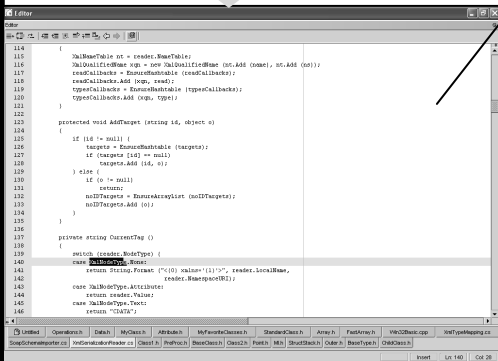 Editor
Editor
114 {
115 XmlNameTable nt = reader.NameTable;
116 XmlQualifiedName xqn = new XmlQualifiedName (nt.Add (name), nt.Add (ns));
117 readCallbacks = EnsureHashtable (readCallbacks);
118 readCallbacks.Add (xqn, read);
119 typesCallbacks = EnsureHashtable (typesCallbacks);
120 typesCallbacks.Add (xqn, type);
121 }
122
123 protected void AddTarget (string id, object o)
124 {
125 if (id != null) {
126 targets = EnsureHashtable (targets);
127 if (targets [id] == null)
128 targets.Add (id, o);
129 } else {
130 if (o != null)
131 return;
132 noIDTargets = EnsureArrayList (noIDTargets);
133 noIDTargets.Add (o);
134 }
135 }
136
137 private string CurrentTag ()
138 {
139 switch (reader.NodeType) {
140 case XmlNodeType.None:
141 return String.Format ("<{0} xmlns='{1}'>", reader.LocalName,
142 reader.NamespaceURI);
143 case XmlNodeType.Attribute:
144 return reader.Value;
145 case XmlNodeType.Text:
146 return "CDATA";
Untitled Operations.h Data.h MyClass.h Attribute.h MyFavoriteClasses.h StandardClass.h Array.h FastArray.h VWin32Basic.cpp XmlTypeMapping.cs
SoapSchemaImporter.cs XmlSerializationReader.cs Class1.h PreProc.h BaseClass.h Class2.h Point.h MI.h StructStack.h Outer.h BaseType.h ChildClass.h
Insert Ln: 140 Col: 28